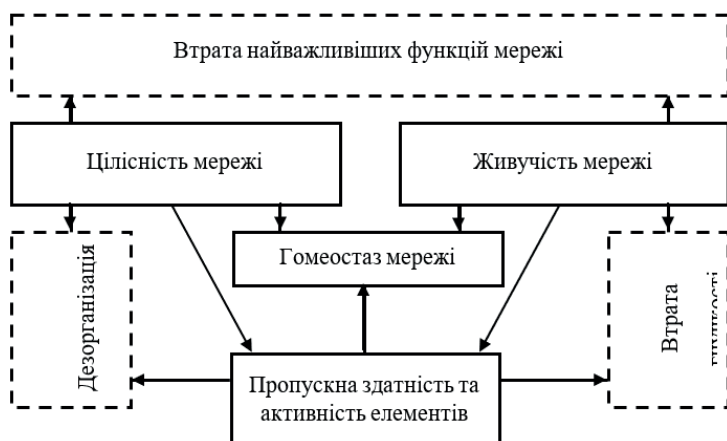 Втрата найважливіших функцій мережі
Цілісність мережі
Живучість мережі
Гомеостаз мережі
Дезорганізація
Втрата
Пропускна здатність та
активність елементів